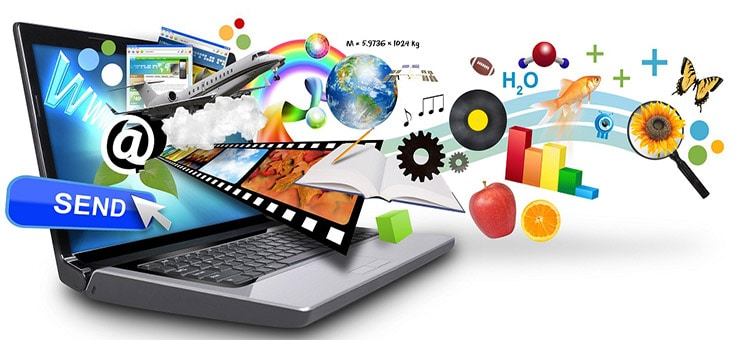 M = 5.9736 × 1024 kg
H₂O
WWW
@
SEND